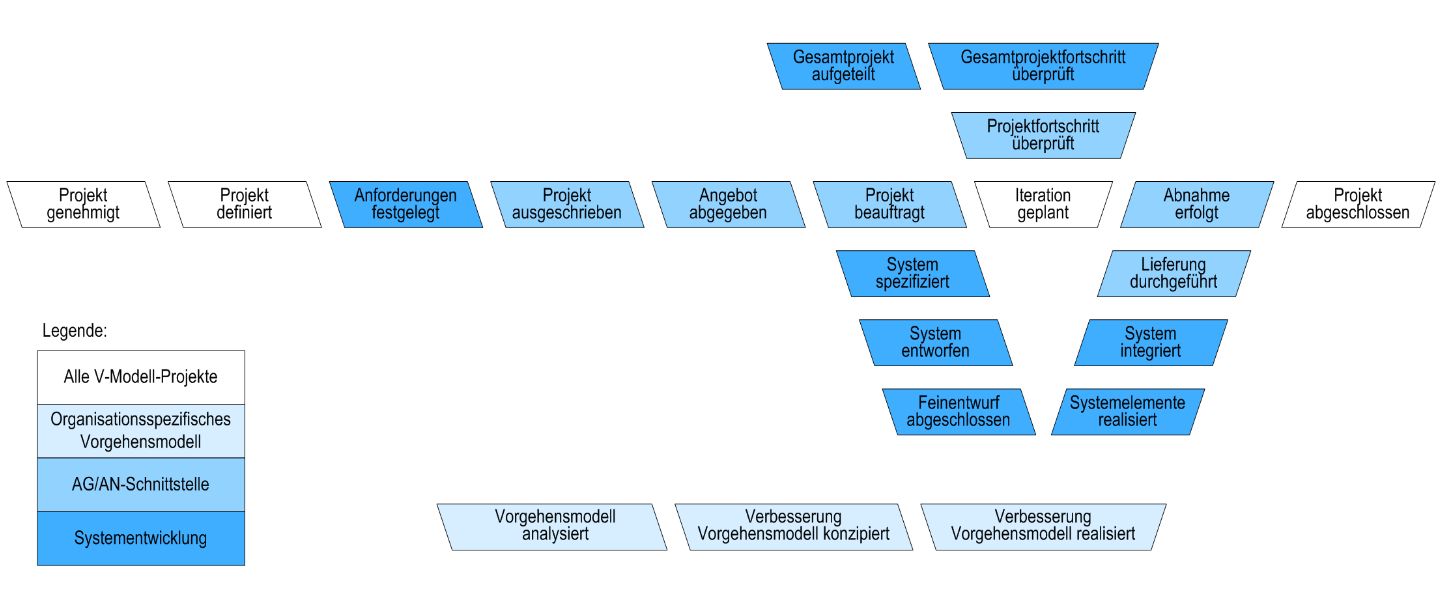 Gesamtprojekt
aufgeteilt
Gesamtprojektfortschritt
überprüft
Projektfortschritt
überprüft
Projekt
genehmigt
Projekt
definiert
Anforderungen
festgelegt
Projekt
ausgeschrieben
Angebot
abgegeben
Projekt
beauftragt
Iteration
geplant
Abnahme
erfolgt
Projekt
abgeschlossen
System
spezifiziert
Lieferung
durchgeführt
System
entworfen
System
integriert
Feinentwurf
abgeschlossen
Systemelemente
realisiert
Legende:
Alle V-Modell-Projekte
Organisationsspezifisches
Vorgehensmodell
AG/AN-Schnittstelle
Systementwicklung
Vorgehensmodell
analysiert
Verbesserung
Vorgehensmodell konzipiert
Verbesserung
Vorgehensmodell realisiert